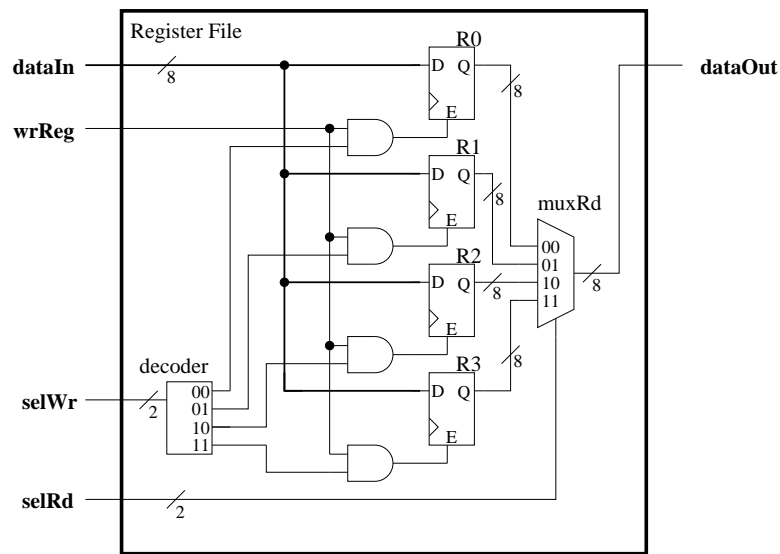 Register File
R0
dataIn
8
D Q
8
dataOut
E
wrReg
R1
D Q
8
muxRd
E
00
R2
01
D Q
8
10
8
11
E
decoder
R3
8
00
selWr
2
01
D Q
10
11
E
selRd
2
8